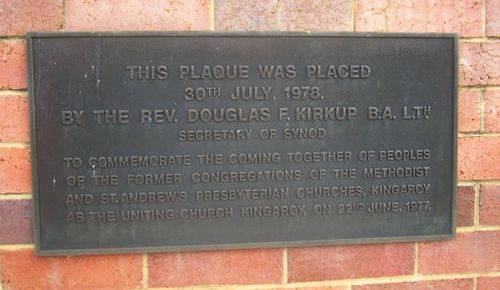 THIS PLAQUE WAS PLACED
30TH JULY, 1978.
BY THE REV. DOUGLAS F. KIRKUP B.A. L.TH
SECRETARY OF SYNOD
TO COMMEMORATE THE COMING TOGETHER OF PEOPLES
OF THE FORMER CONGREGATIONS OF THE METHODIST
AND ST. ANDREW'S PRESBYTERIAN CHURCHES, KINGAROY
AS THE UNITING CHURCH KINGAROY, ON 22ND JUNE, 1977.